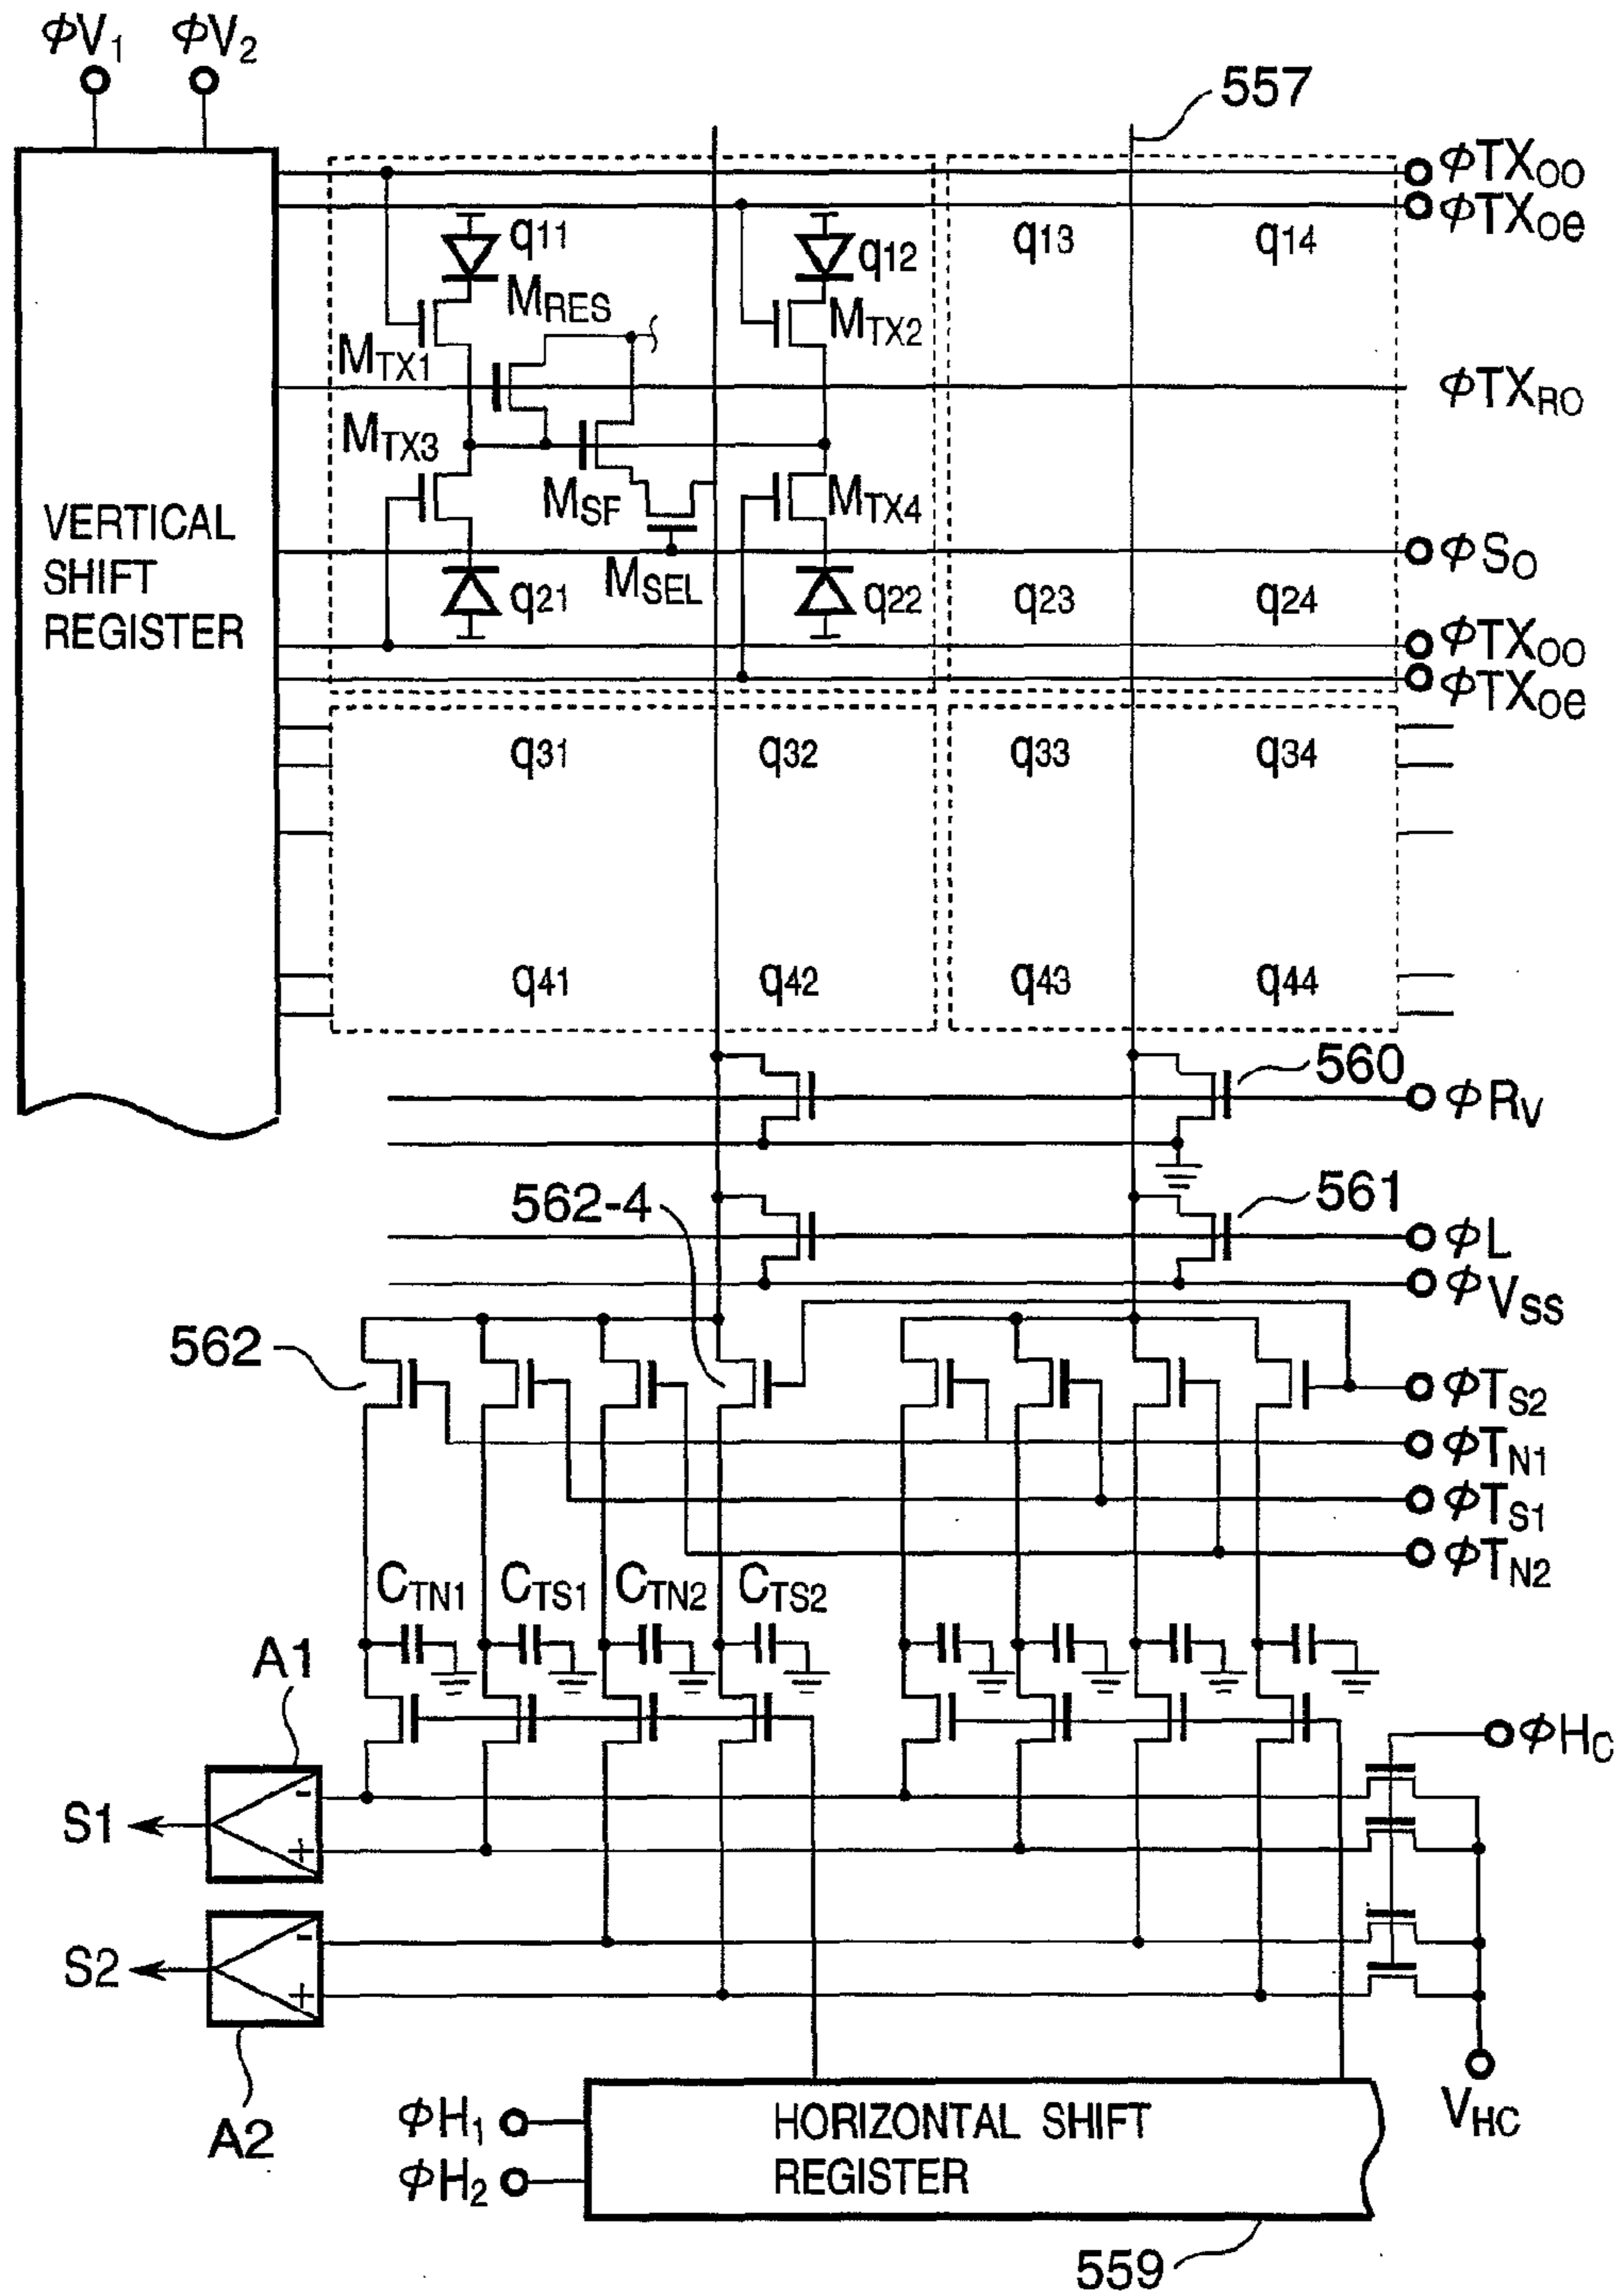 ϕV1 ϕV2
557
ϕTXOO
ϕTXOe
q11 q12 q13 q14
MRES
MTX1 MTX2
ϕTXRO
MTX3
MSF MTX4
VERTICAL
SHIFT
REGISTER
ϕSO
MSEL
q21 q22 q23 q24
ϕTXOO
ϕTXOe
q31 q32 q33 q34
q41 q42 q43 q44
560
ϕRV
562-4 561
ϕL
ϕVSS
562
ϕTS2
ϕTN1
ϕTS1
ϕTN2
CTN1 CTS1 CTN2 CTS2
A1
ϕHC
S1 - +
S2 - +
A2
VHC
ϕH1
ϕH2
HORIZONTAL SHIFT
REGISTER
559